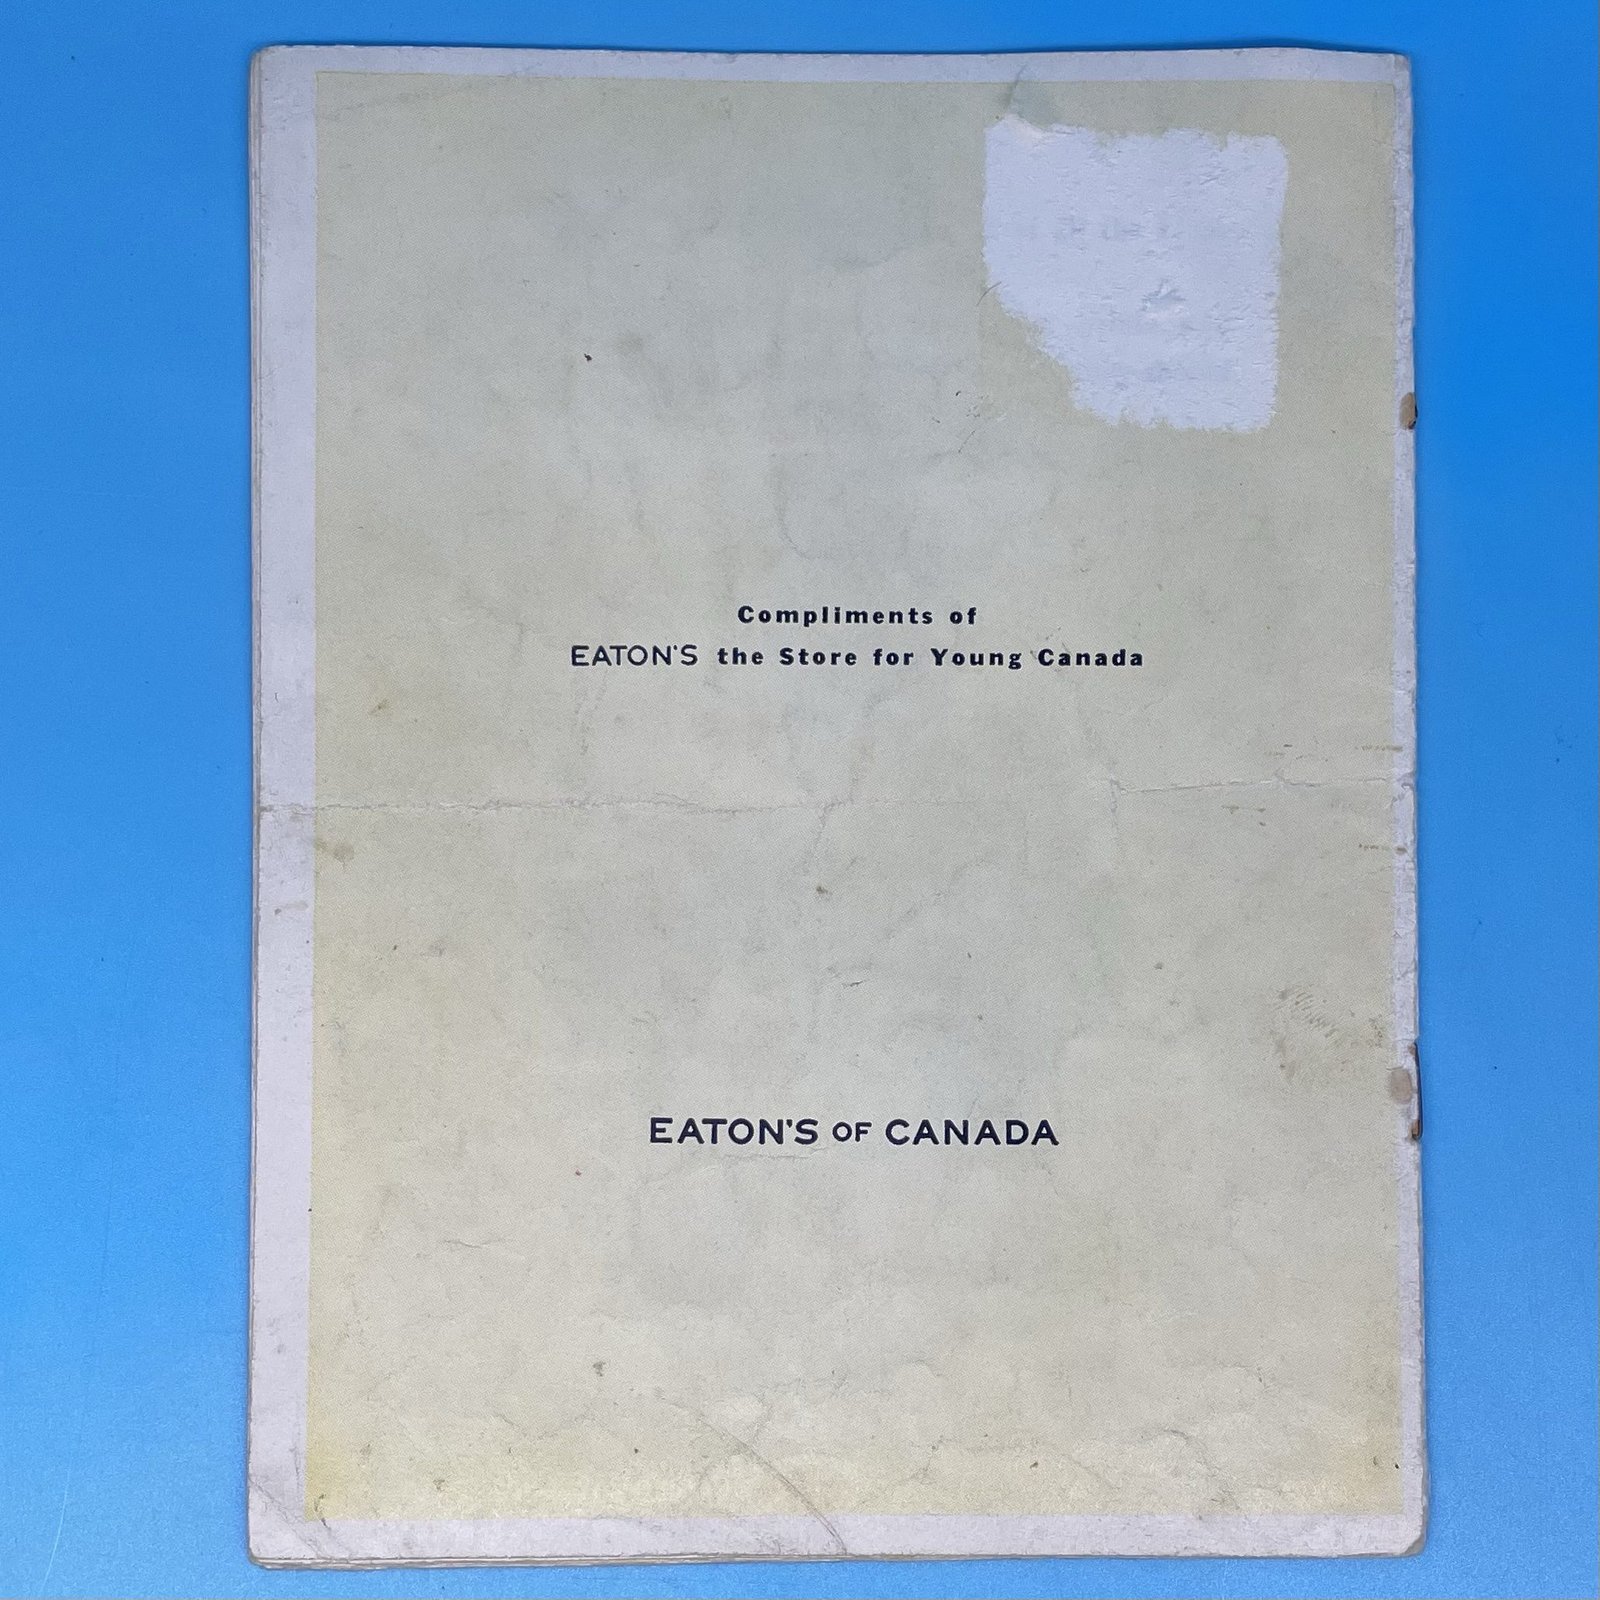 Compliments of
EATON'S the Store for Young Canada
EATON'S OF CANADA